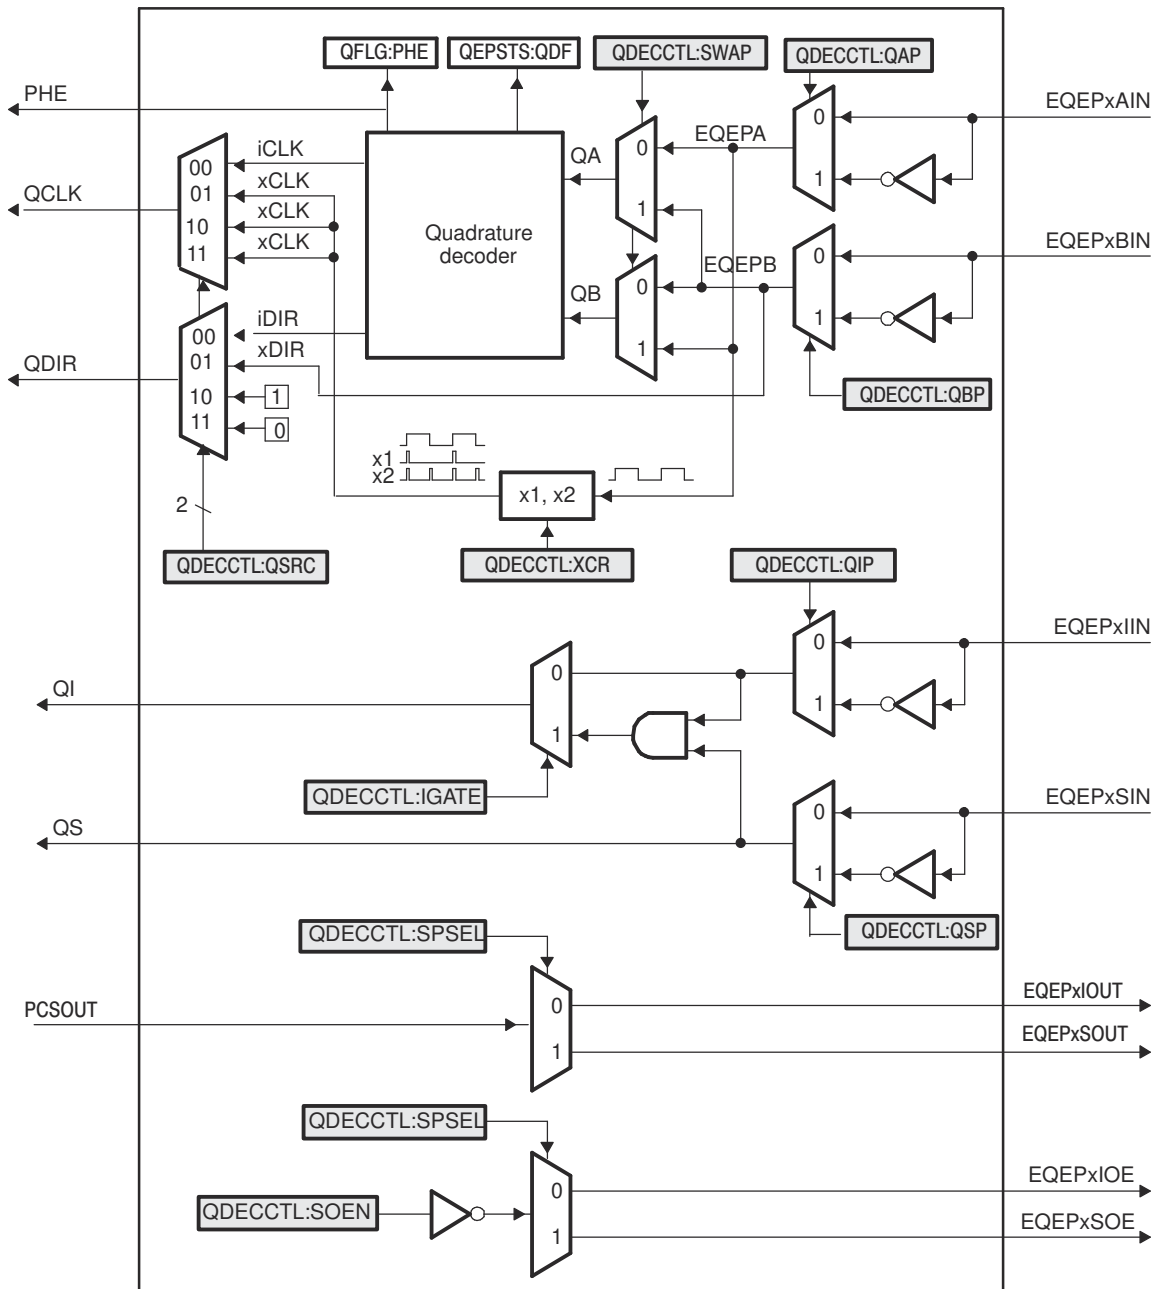 QFLG:PHE
QEPSTS:QDF
QDECCTL:SWAP
QDECCTL:QAP
PHE
EQEPxAIN
0
1
EQEPA
0
1
QA
iCLK
xCLK
xCLK
xCLK
00
01
10
11
QCLK
Quadrature
decoder
EQEPxBIN
0
1
EQEPB
0
1
QB
iDIR
xDIR
1
0
00
01
10
11
QDIR
QDECCTL:QBP
x1
x2
x1, x2
2
QDECCTL:QSRC
QDECCTL:XCR
QDECCTL:QIP
EQEPxIIN
0
1
0
1
QI
QDECCTL:IGATE
EQEPxSIN
0
1
QS
QDECCTL:QSP
QDECCTL:SPSEL
PCSOUT
0
1
EQEPxIOUT
EQEPxSOUT
QDECCTL:SPSEL
QDECCTL:SOEN
0
1
EQEPxIOE
EQEPxSOE